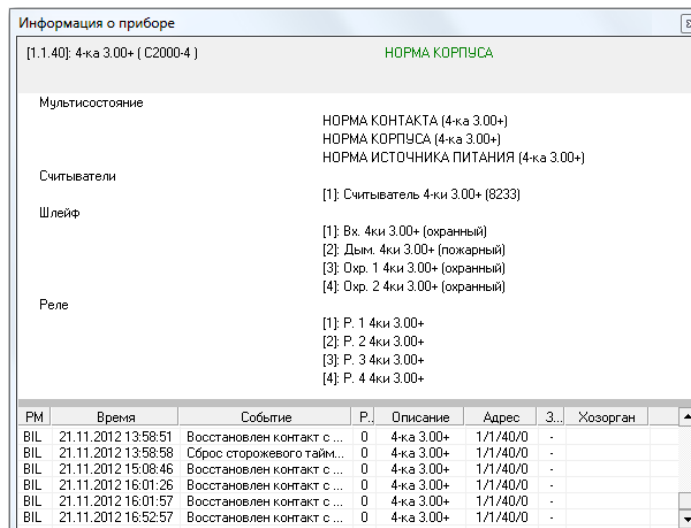 Информация о приборе
[1.1.40]: 4-ка 3.00+ ( С2000-4 ) НОРМА КОРПУСА
Мультисостояние
НОРМА КОНТАКТА (4-ка 3.00+)
НОРМА КОРПУСА (4-ка 3.00+)
НОРМА ИСТОЧНИКА ПИТАНИЯ (4-ка 3.00+)
Считыватели
[1]: Считыватель 4-ки 3.00+ (8233)
Шлейф
[1]: Вх. 4ки 3.00+ (охранный)
[2]: Дым. 4ки 3.00+ (пожарный)
[3]: Охр. 1 4ки 3.00+ (охранный)
[4]: Охр. 2 4ки 3.00+ (охранный)
Реле
[1]: Р. 1 4ки 3.00+
[2]: Р. 2 4ки 3.00+
[3]: Р. 3 4ки 3.00+
[4]: Р. 4 4ки 3.00+
РМ Время Событие Р.. Описание Адрес З... Хозорган
BIL 21.11.2012 13:58:51 Восстановлен контакт с ... 0 4-ка 3.00+ 1/1/40/0 -
BIL 21.11.2012 13:58:58 Сброс сторожевого тайм... 0 4-ка 3.00+ 1/1/40/0 -
BIL 21.11.2012 15:08:46 Восстановлен контакт с ... 0 4-ка 3.00+ 1/1/40/0 -
BIL 21.11.2012 16:01:26 Восстановлен контакт с ... 0 4-ка 3.00+ 1/1/40/0 -
BIL 21.11.2012 16:01:57 Восстановлен контакт с ... 0 4-ка 3.00+ 1/1/40/0 -
BIL 21.11.2012 16:52:57 Восстановлен контакт с ... 0 4-ка 3.00+ 1/1/40/0 -